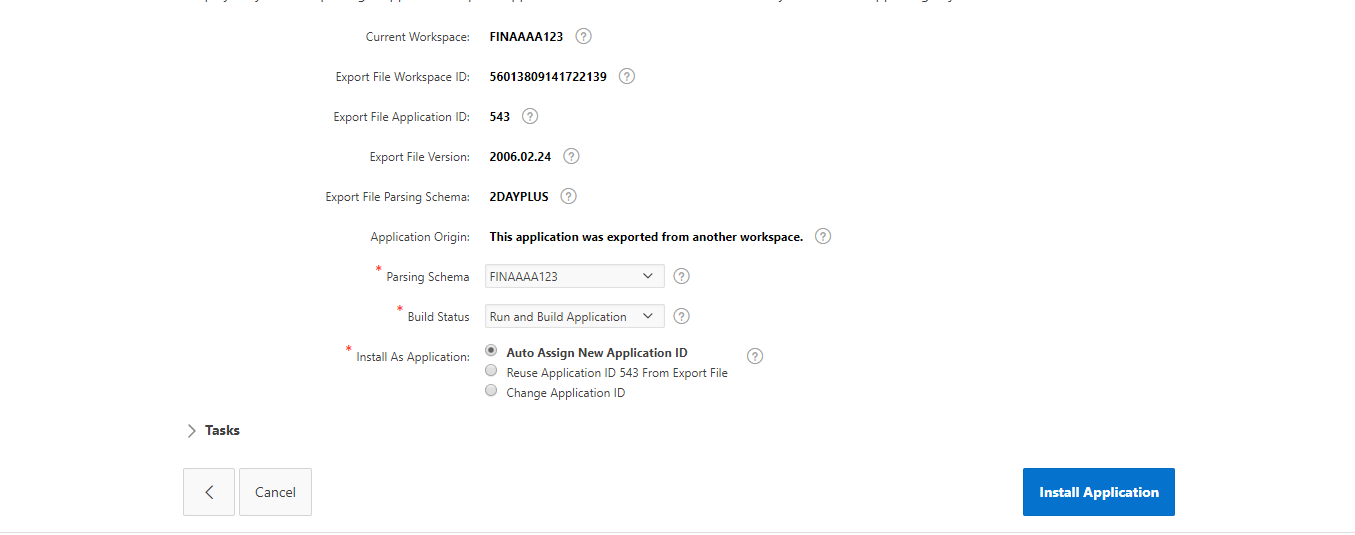 Current Workspace: FINAAAA123 ?
Export File Workspace ID: 56013809141722139 ?
Export File Application ID: 543 ?
Export File Version: 2006.02.24 ?
Export File Parsing Schema: 2DAYPLUS ?
Application Origin: This application was exported from another workspace. ?
* Parsing Schema FINAAAA123 ?
* Build Status Run and Build Application ?
* Install As Application: Auto Assign New Application ID ?
Reuse Application ID 543 From Export File
Change Application ID
Tasks
Cancel Install Application